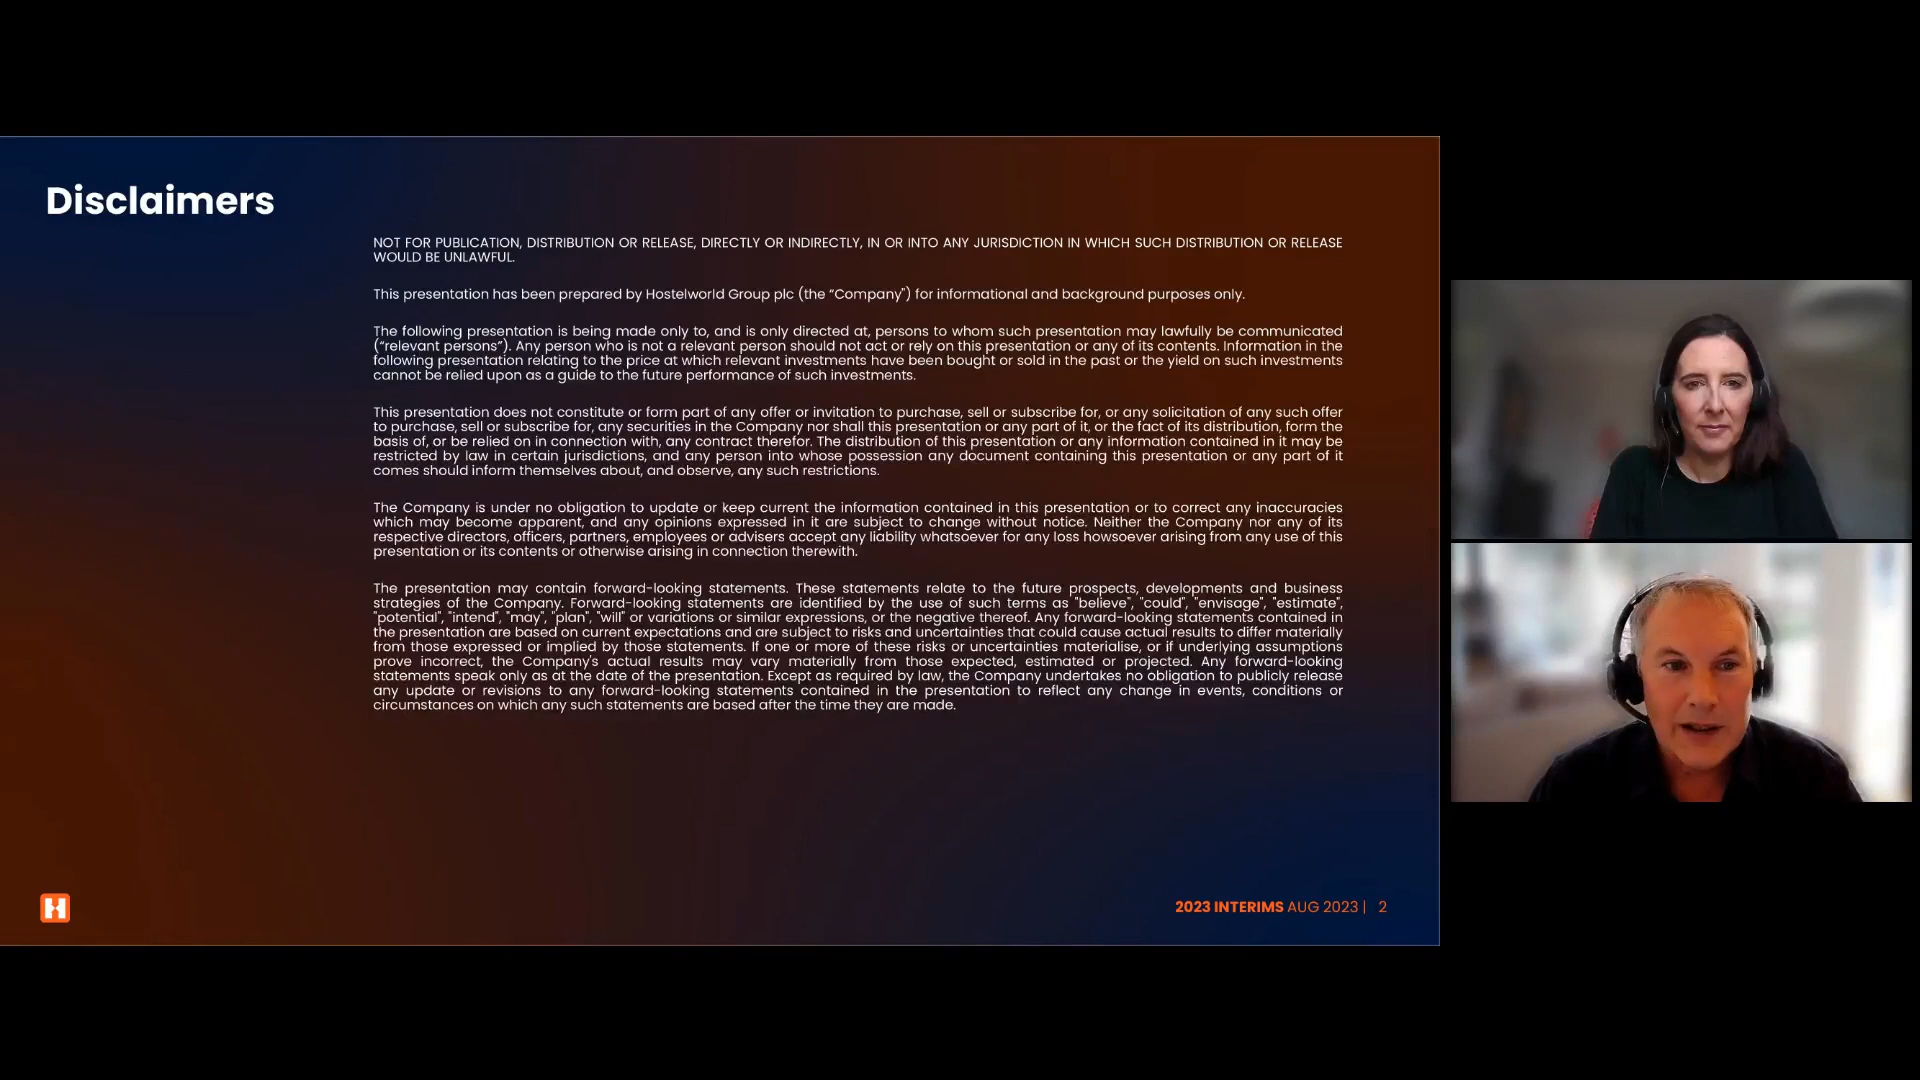 Disclaimers
NOT FOR PUBLICATION, DISTRIBUTION OR RELEASE, DIRECTLY OR INDIRECTLY, IN OR INTO ANY JURISDICTION IN WHICH SUCH DISTRIBUTION OR RELEASE
WOULD BE UNLAWFUL.
This presentation has been prepared by Hostelworld Group plc (the “Company") for informational and background purposes only.
The following presentation is being made only to, and is only directed at, persons to whom such presentation may lawfully be communicated
(“relevant persons”). Any person who is not a relevant person should not act or rely on this presentation or any of its contents. Information in the
following presentation relating to the price at which relevant investments have been bought or sold in the past or the yield on such investments
cannot be relied upon as a guide to the future performance of such investments.
This presentation does not constitute or form part of any offer or invitation to purchase, sell or subscribe for, or any solicitation of any such offer
to purchase, sell or subscribe for, any securities in the Company nor shall this presentation or any part of it, or the fact of its distribution, form the
basis of, or be relied on in connection with, any contract therefor. The distribution of this presentation or any information contained in it may be
restricted by law in certain jurisdictions, and any person into whose possession any document containing this presentation or any part of it
comes should inform themselves about, and observe, any such restrictions.
The Company is under no obligation to update or keep current the information contained in this presentation or to correct any inaccuracies
which may become apparent, and any opinions expressed in it are subject to change without notice. Neither the Company nor any of its
respective directors, officers, partners, employees or advisers accept any liability whatsoever for any loss howsoever arising from any use of this
presentation or its contents or otherwise arising in connection therewith.
The presentation may contain forward-looking statements. These statements relate to the future prospects, developments and business
strategies of the Company. Forward-looking statements are identified by the use of such terms as "believe", "could", "envisage", "estimate",
"potential", "intend", "may", "plan", "will" or variations or similar expressions, or the negative thereof. Any forward-looking statements contained in
the presentation are based on current expectations and are subject to risks and uncertainties that could cause actual results to differ materially
from those expressed or implied by those statements. If one or more of these risks or uncertainties materialise, or if underlying assumptions
prove incorrect, the Company's actual results may vary materially from those expected, estimated or projected. Any forward-looking
statements speak only as at the date of the presentation. Except as required by law, the Company undertakes no obligation to publicly release
any update or revisions to any forward-looking statements contained in the presentation to reflect any change in events, conditions or
circumstances on which any such statements are based after the time they are made.
H
2023 INTERIMS AUG 2023 | 2